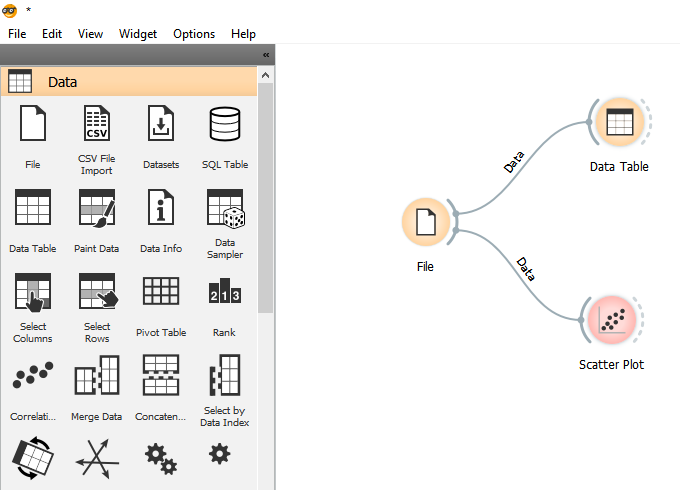 *
File Edit View Widget Options Help
«
Data
CSV
File
CSV File
Import
Datasets
SQL Table
Data Table
Paint Data
Data Info
Data
Sampler
2 1 3
Select
Columns
Select
Rows
Pivot Table
Rank
Correlati...
Merge Data
Concaten...
Select by
Data Index
Data
Data Table
File
Data
Scatter Plot